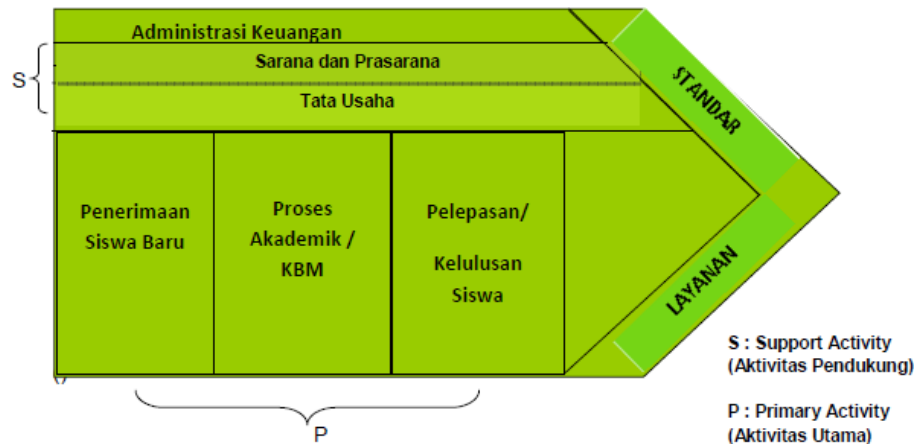 Administrasi Keuangan
Sarana dan Prasarana
S
Tata Usaha
STANDAR
Penerimaan
Siswa Baru
Proses
Akademik /
KBM
Pelepasan/
Kelulusan
Siswa
LAYANAN
S : Support Activity
(Aktivitas Pendukung)
P
P : Primary Activity
(Aktivitas Utama)